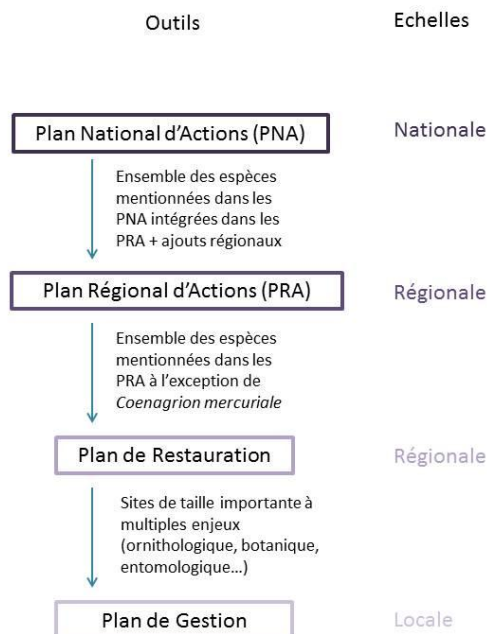 Outils
Echelles
Plan National d'Actions (PNA)
Nationale
Ensemble des espèces
mentionnées dans les
PNA intégrées dans les
PRA + ajouts régionaux
Plan Régional d'Actions (PRA)
Régionale
Ensemble des espèces
mentionnées dans les
PRA à l'exception de
Coenagrion mercuriale
Plan de Restauration
Régionale
Sites de taille importante à
multiples enjeux
(ornithologique, botanique,
entomologique…)
Plan de Gestion
Locale